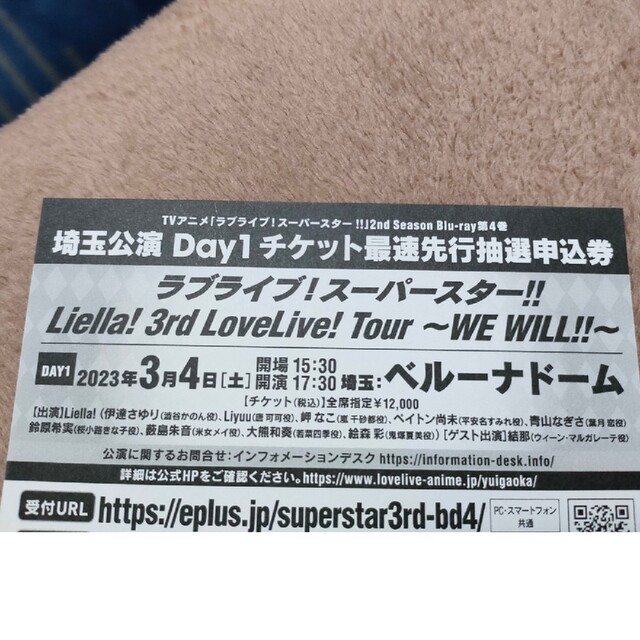 TVアニメ「ラブライブ!スーパースター!!」2nd Season Blu-ray第4巻
埼玉公演 Day1チケット最速先行抽選申込券
ラブライブ!スーパースター!!
Liella! 3rd LoveLive! Tour ～WE WILL!!～
DAY1 2023年3月4日[土] 開場 15:30 開演 17:30 埼玉:ベルーナドーム
[チケット(税込)]全席指定¥12,000
[出演]Liella!(伊達さゆり(澁谷かのん役)、Liyuu(唐 可可役)、岬 なこ(嵐 千砂都役)、ペイトン尚未(平安名すみれ役)、青山なぎさ(葉月 恋役)
鈴原希実(桜小路きな子役)、薮島朱音(米女メイ役)、大熊和奏(若菜四季役)、絵森 彩(鬼塚夏美役)) [ゲスト出演]結那(ウィーン・マルガレーテ役)
公演に関するお問合せ:インフォメーションデスク https://information-desk.info/
詳細は公式HPをご確認ください。https://www.lovelive-anime.jp/yuigaoka/
受付URL https://eplus.jp/superstar3rd-bd4/ PC・スマートフォン共通